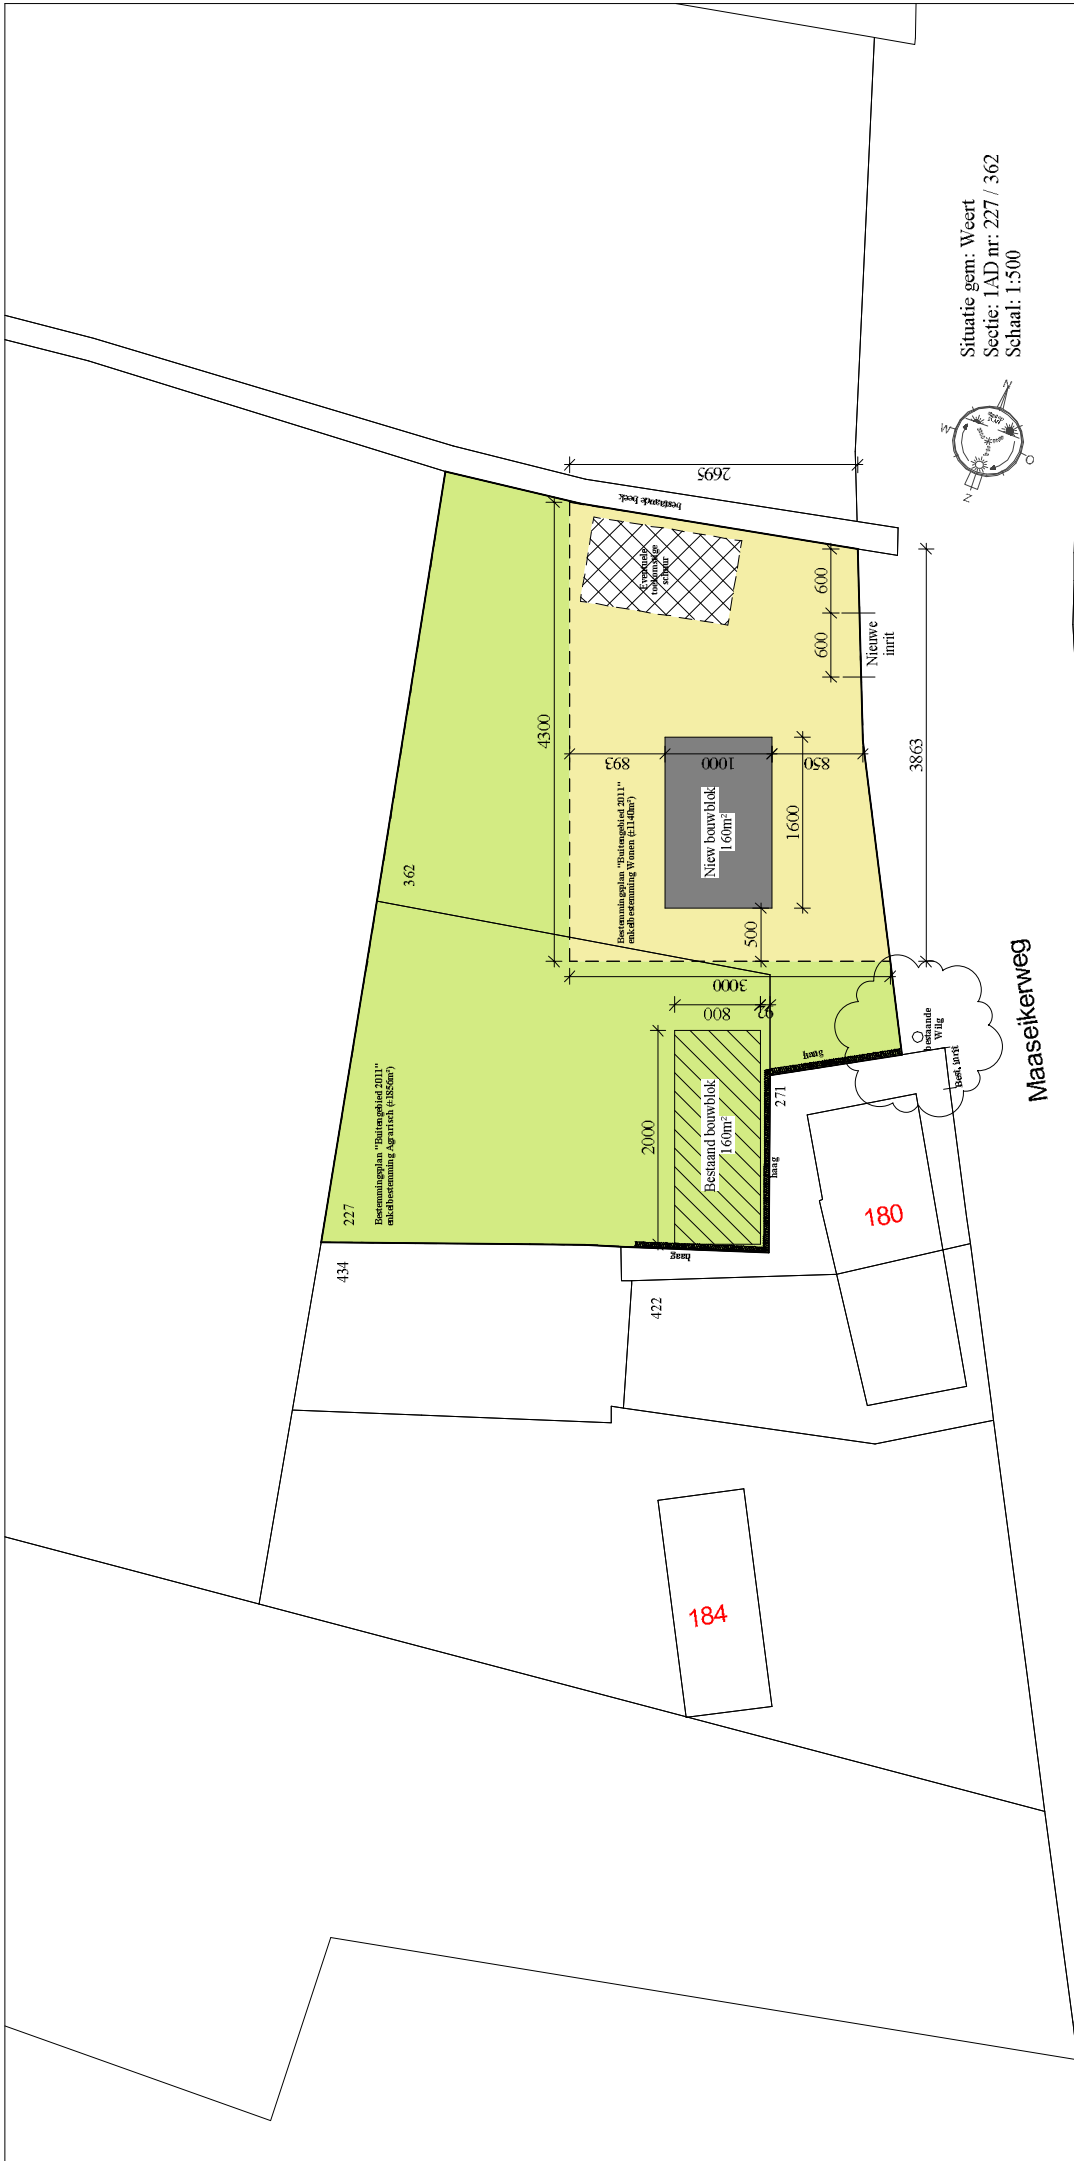 Situatie gem: Weert
Sectie: 1AD nr: 227 / 362
Schaal: 1:500
N
W
O
Z
2695
bestaande beek
Eventuele
toekomstige
schuur
600
600
Nieuwe
inrit
4300
3863
893
1000
850
Niew bouwblok
160m²
1600
500
Bestemmingsplan "Buitengebied 2011"
enkelbestemming Wonen (±1140m²)
362
3000
800
92
2000
Bestaand bouwblok
160m²
Bestemmingsplan "Buitengebied 2011"
enkelbestemming Agrarisch (±1856m²)
227
434
422
271
haag
haag
haag
bestaande
Wilg
Best. inrit
Maaseikerweg
180
184